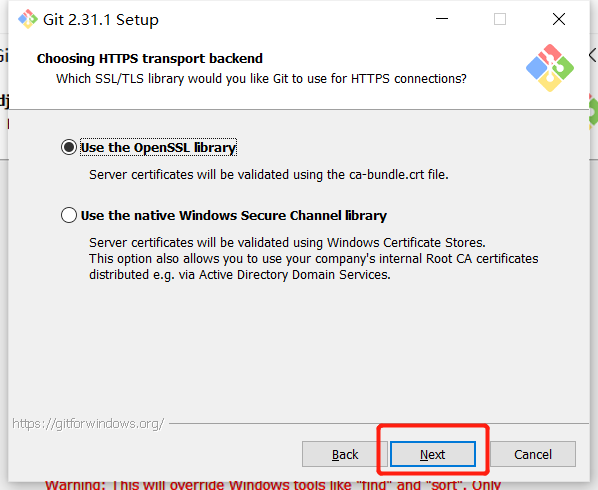 Git 2.31.1 Setup
Choosing HTTPS transport backend
Which SSL/TLS library would you like Git to use for HTTPS connections?
Use the OpenSSL library
Server certificates will be validated using the ca-bundle.crt file.
Use the native Windows Secure Channel library
Server certificates will be validated using Windows Certificate Stores.
This option also allows you to use your company's internal Root CA certificates
distributed e.g. via Active Directory Domain Services.
https://gitforwindows.org/
Back
Next
Cancel
Warning: This will override Windows tools like "find" and "sort". Only